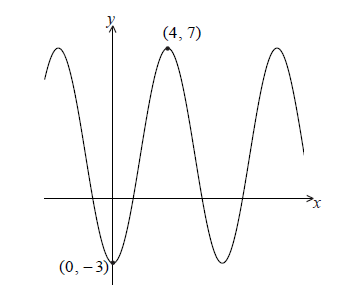 y
(4, 7)
x
(0, −3)